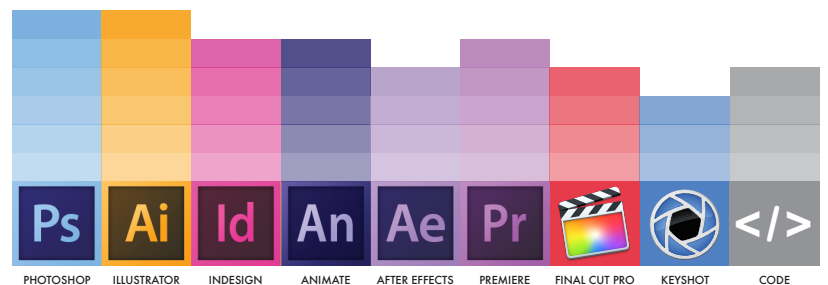 Ps Ai Id An Ae Pr </>
PHOTOSHOP ILLUSTRATOR INDESIGN ANIMATE AFTER EFFECTS PREMIERE FINAL CUT PRO KEYSHOT CODE